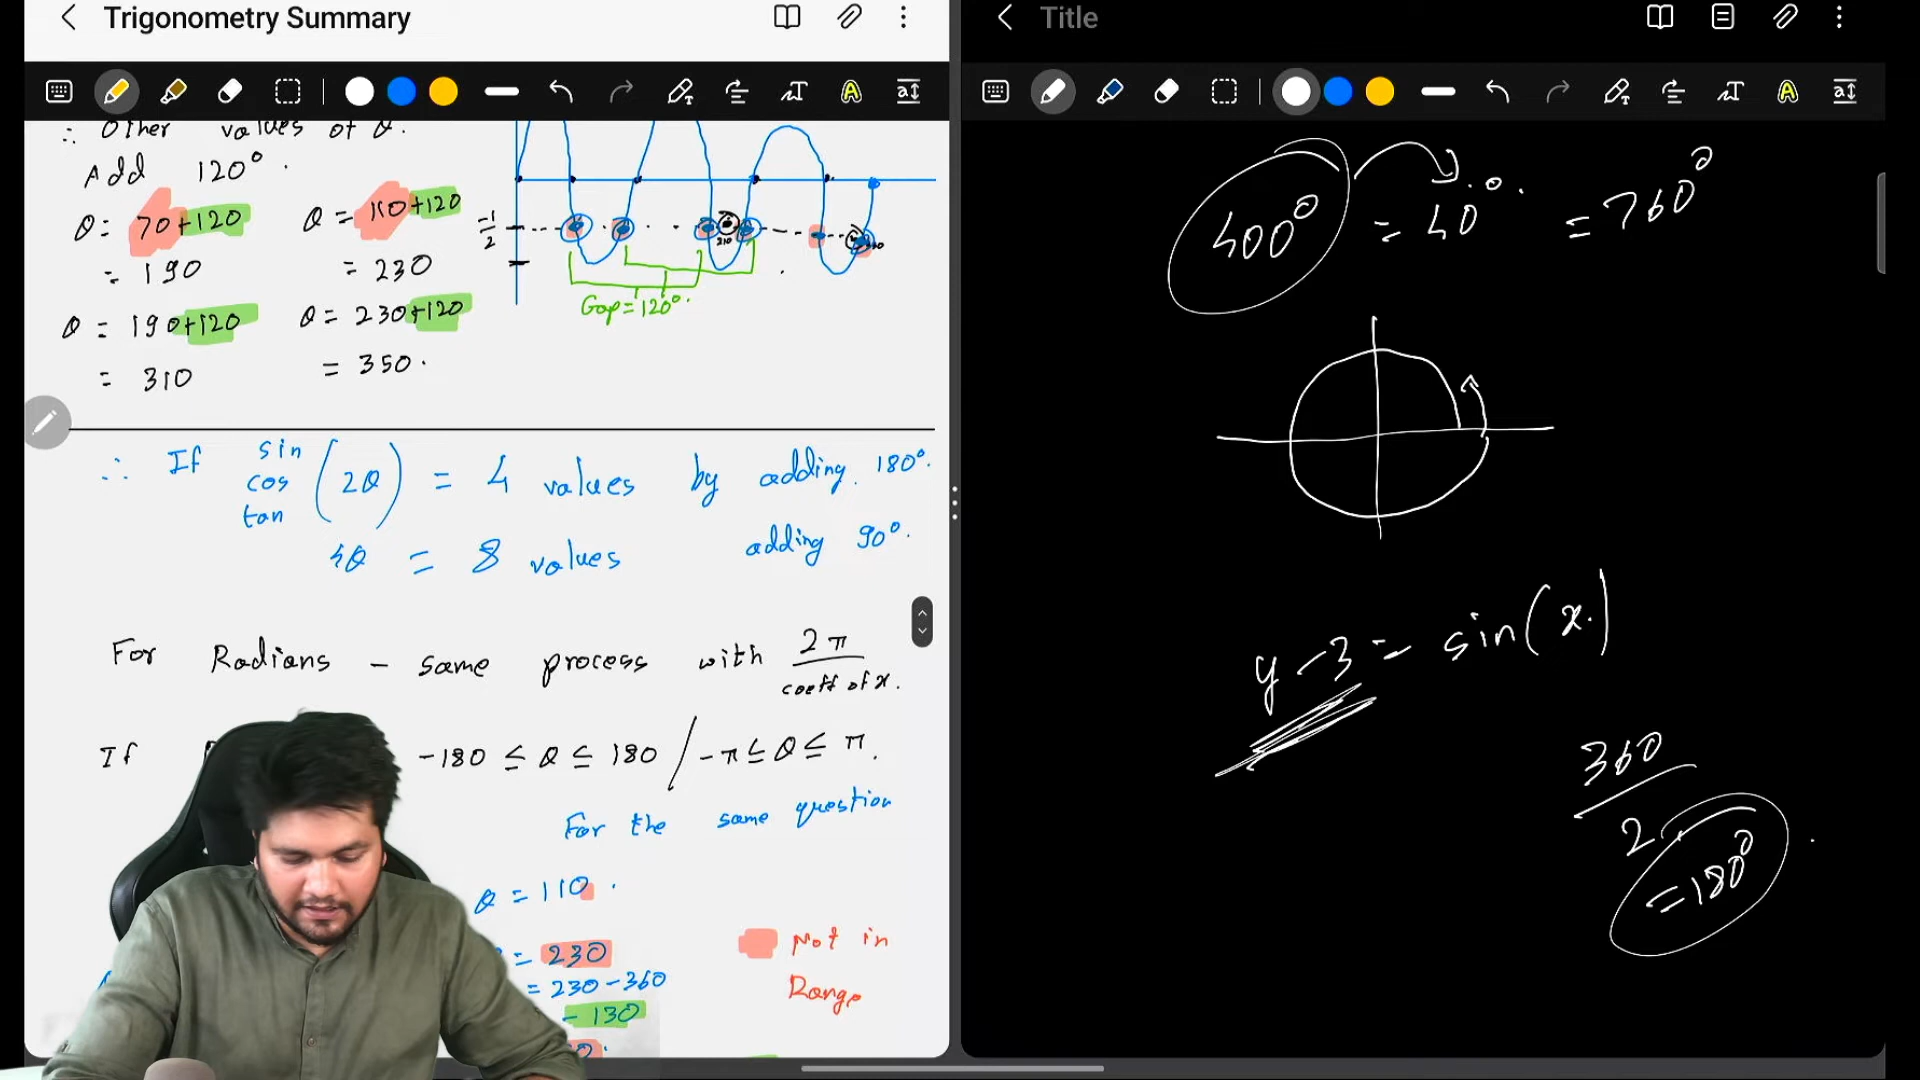 Trigonometry Summary
∴ Other values of θ.
Add 120° .
θ = 70+120
= 190
θ = 190+120
= 310
θ = 110+120
= 230
θ = 230+120
= 350.
-1/2
210
Gap = 120°.
∴ If sin cos tan (2θ) = 4 values by adding 180°.
4θ = 8 values adding 90°.
For Radians - same process with 2π / coeff of x.
If -180 ≤ θ ≤ 180 / -π ≤ θ ≤ π.
For the same question
θ = 110 .
= 230
= 230-360
- 130
Not in
Range
Title
400° = 40° = 760°
y-3 = sin(x.)
360
2
= 180°